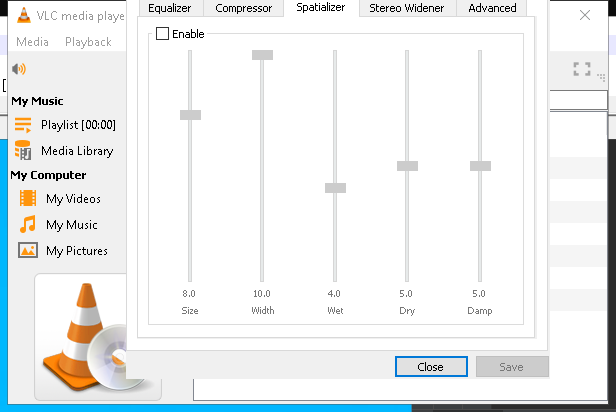 VLC media playe
Media Playback
My Music
Playlist [00:00]
Media Library
My Computer
My Videos
My Music
My Pictures
Equalizer Compressor Spatializer Stereo Widener Advanced
Enable
8.0 10.0 4.0 5.0 5.0
Size Width Wet Dry Damp
Close Save